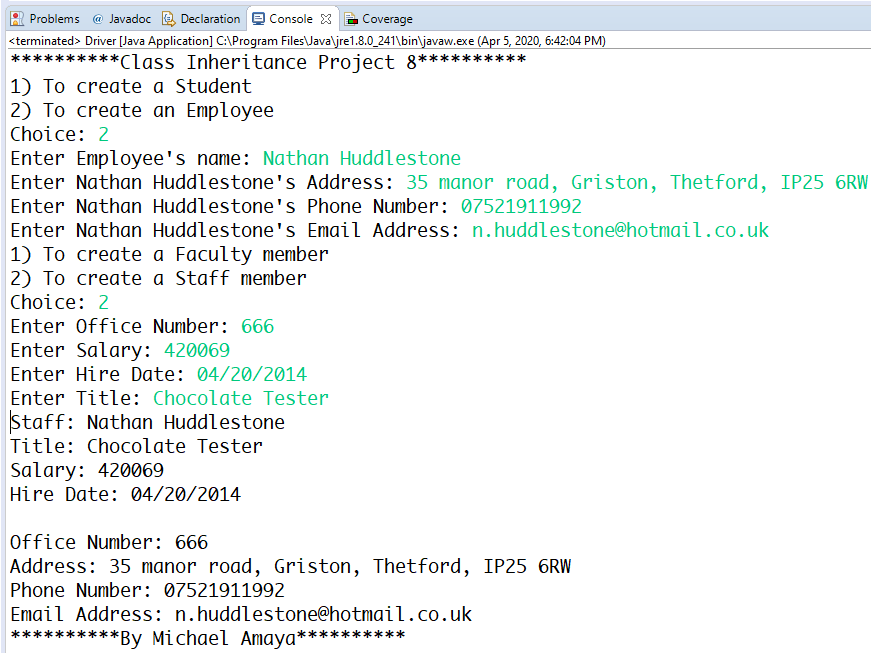 Problems @ Javadoc Declaration Console Coverage
<terminated> Driver [Java Application] C:\Program Files\Java\jre1.8.0_241\bin\javaw.exe (Apr 5, 2020, 6:42:04 PM)
**********Class Inheritance Project 8**********
1) To create a Student
2) To create an Employee
Choice: 2
Enter Employee's name: Nathan Huddlestone
Enter Nathan Huddlestone's Address: 35 manor road, Griston, Thetford, IP25 6RW
Enter Nathan Huddlestone's Phone Number: 07521911992
Enter Nathan Huddlestone's Email Address: n.huddlestone@hotmail.co.uk
1) To create a Faculty member
2) To create a Staff member
Choice: 2
Enter Office Number: 666
Enter Salary: 420069
Enter Hire Date: 04/20/2014
Enter Title: Chocolate Tester
Staff: Nathan Huddlestone
Title: Chocolate Tester
Salary: 420069
Hire Date: 04/20/2014
Office Number: 666
Address: 35 manor road, Griston, Thetford, IP25 6RW
Phone Number: 07521911992
Email Address: n.huddlestone@hotmail.co.uk
**********By Michael Amaya**********